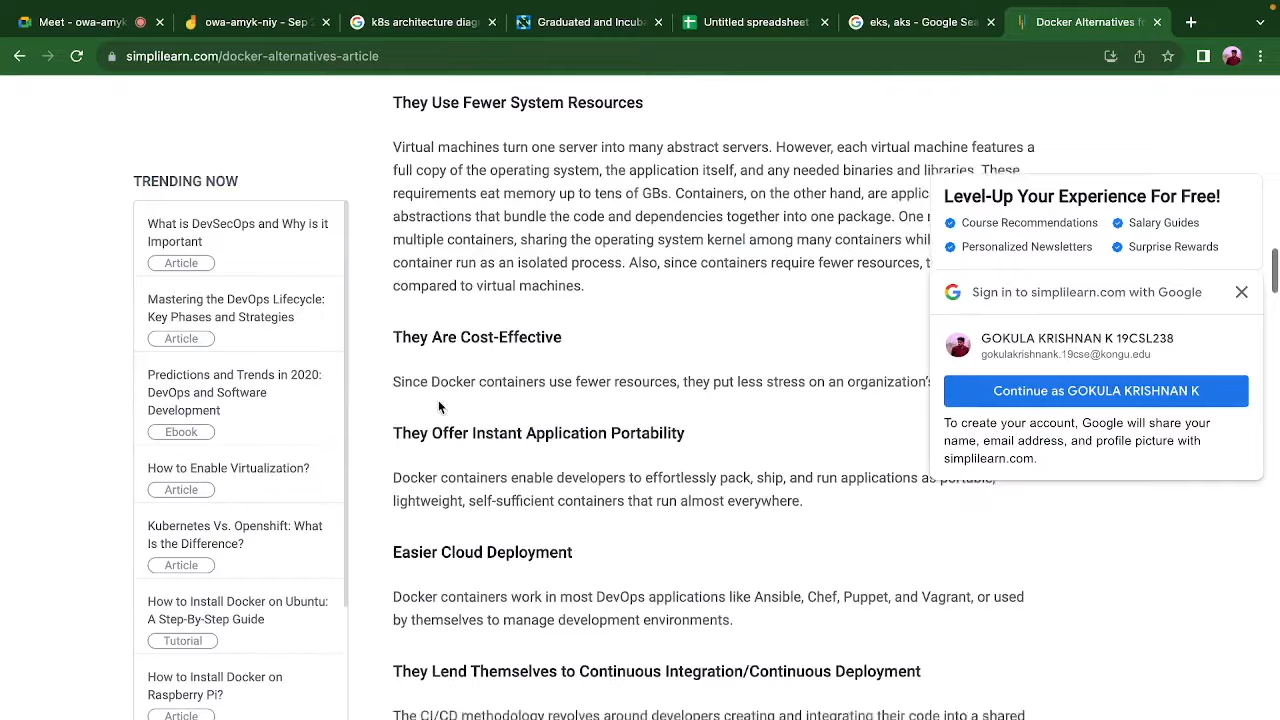 Meet - owa-amyk
owa-amyk-niy - Sep
k8s architecture diag
Graduated and Incuba
Untitled spreadsheet
eks, aks - Google Sea
Docker Alternatives fo
simplilearn.com/docker-alternatives-article
They Use Fewer System Resources
Virtual machines turn one server into many abstract servers. However, each virtual machine features a
full copy of the operating system, the application itself, and any needed binaries and libraries. These
requirements eat memory up to tens of GBs. Containers, on the other hand, are applic
abstractions that bundle the code and dependencies together into one package. One
multiple containers, sharing the operating system kernel among many containers whil
container run as an isolated process. Also, since containers require fewer resources, t
compared to virtual machines.
They Are Cost-Effective
Since Docker containers use fewer resources, they put less stress on an organization's
They Offer Instant Application Portability
Docker containers enable developers to effortlessly pack, ship, and run applications as portable,
lightweight, self-sufficient containers that run almost everywhere.
Easier Cloud Deployment
Docker containers work in most DevOps applications like Ansible, Chef, Puppet, and Vagrant, or used
by themselves to manage development environments.
They Lend Themselves to Continuous Integration/Continuous Deployment
The CI/CD methodology revolves around developers creating and integrating their code into a shared
TRENDING NOW
What is DevSecOps and Why is it
Important
Article
Mastering the DevOps Lifecycle:
Key Phases and Strategies
Article
Predictions and Trends in 2020:
DevOps and Software
Development
Ebook
How to Enable Virtualization?
Article
Kubernetes Vs. Openshift: What
Is the Difference?
Article
How to Install Docker on Ubuntu:
A Step-By-Step Guide
Tutorial
How to Install Docker on
Raspberry Pi?
Article
Level-Up Your Experience For Free!
Course Recommendations
Salary Guides
Personalized Newsletters
Surprise Rewards
Sign in to simplilearn.com with Google
GOKULA KRISHNAN K 19CSL238
gokulakrishnank.19cse@kongu.edu
Continue as GOKULA KRISHNAN K
To create your account, Google will share your
name, email address, and profile picture with
simplilearn.com.